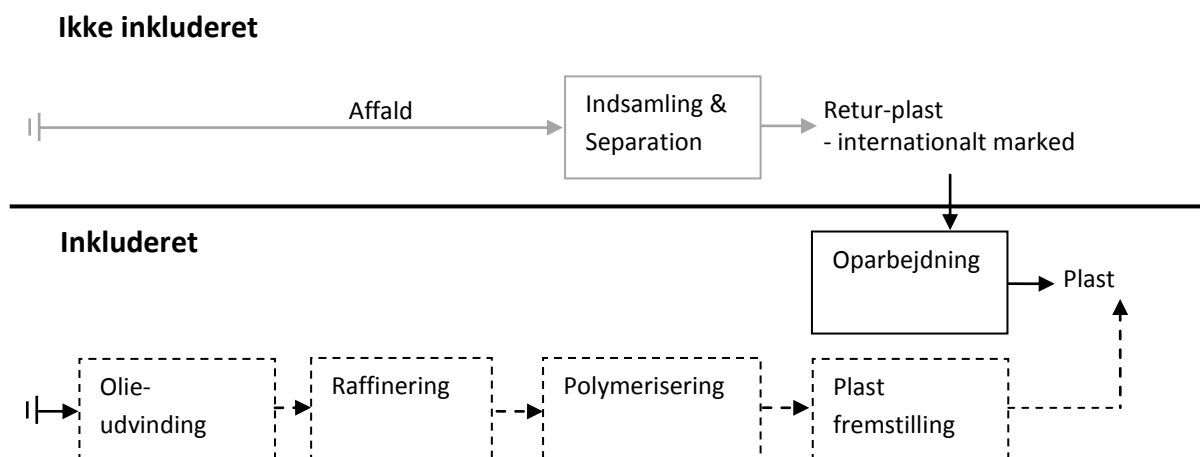 Ikke inkluderet
Affald
Indsamling &
Separation
Retur-plast
- internationalt marked
Inkluderet
Oparbejdning
Plast
Olie-
udvinding
Raffinering
Polymerisering
Plast
fremstilling